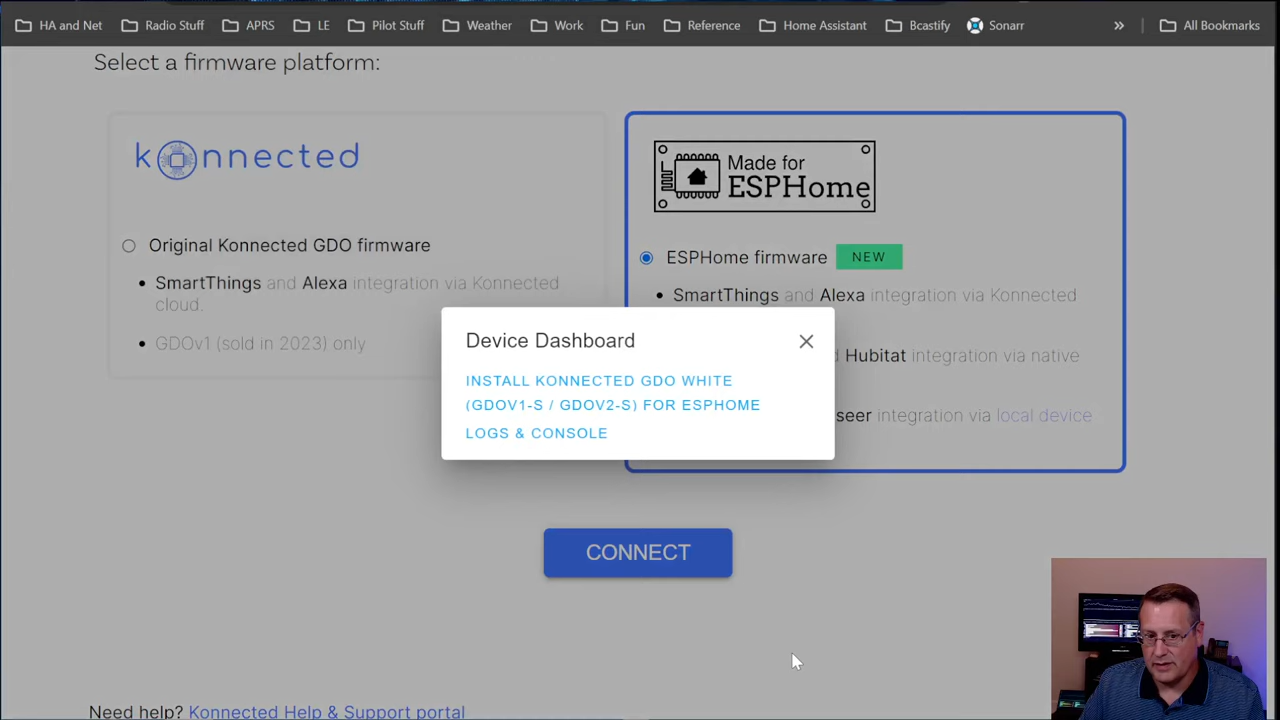 HA and Net Radio Stuff APRS LE Pilot Stuff Weather Work Fun Reference Home Assistant Bcastify Sonarr » All Bookmarks
Select a firmware platform:
konnected
Original Konnected GDO firmware
SmartThings and Alexa integration via Konnected
cloud.
GDOv1 (sold in 2023) only
Made for
ESPHome
ESPHome firmware NEW
SmartThings and Alexa integration via Konnected
Hubitat integration via native
seer integration via local device
Device Dashboard
INSTALL KONNECTED GDO WHITE
(GDOV1-S / GDOV2-S) FOR ESPHOME
LOGS & CONSOLE
CONNECT
Need help? Konnected Help & Support portal